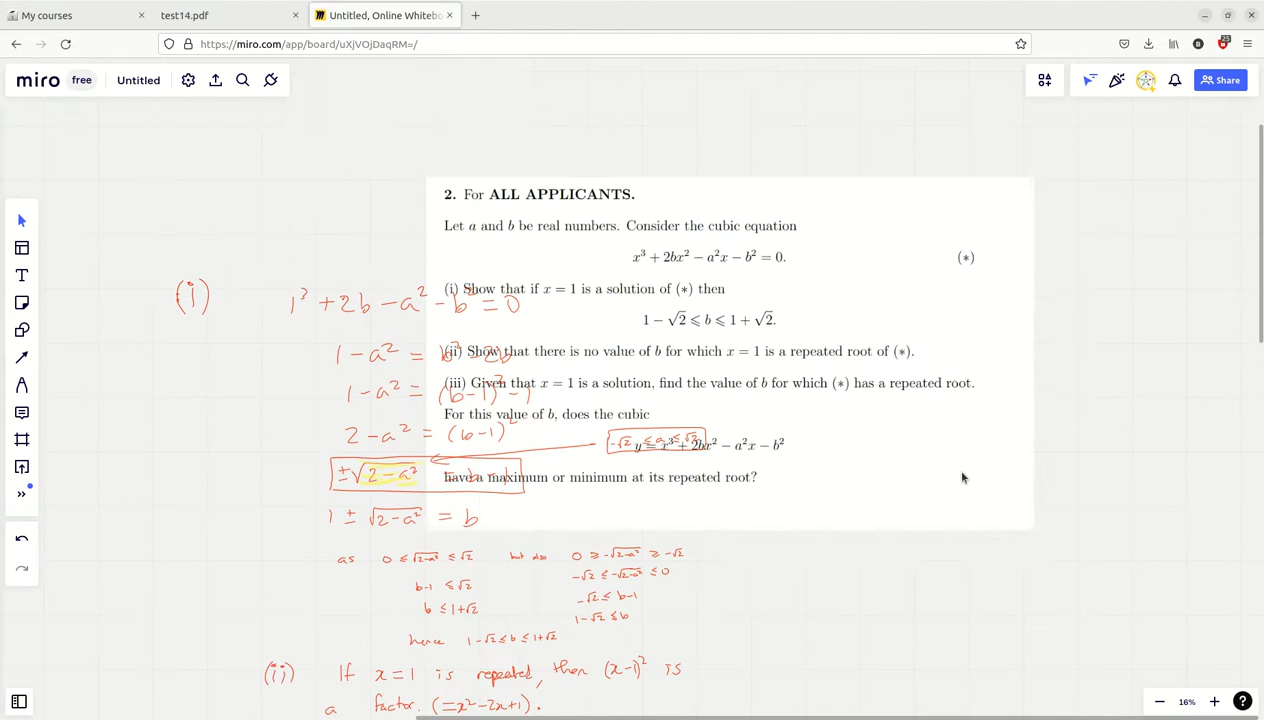 My courses
test14.pdf
Untitled, Online Whitebo
https://miro.com/app/board/uXjVOjDaqRM=/
25
miro free Untitled
Share
2. For ALL APPLICANTS.
Let a and b be real numbers. Consider the cubic equation
x³ + 2bx² − a²x − b² = 0. (∗)
(i) 1³ + 2b − a² − b² = 0
(i) Show that if x = 1 is a solution of (∗) then
1 − √2 ⩽ b ⩽ 1 + √2.
1 − a² = b² − 2b
(ii) Show that there is no value of b for which x = 1 is a repeated root of (∗).
1 − a² = (b−1)² − 1
(iii) Given that x = 1 is a solution, find the value of b for which (∗) has a repeated root.
For this value of b, does the cubic
2 − a² = (b−1)²
−√2 ≤ a ≤ √2
y = x³ + 2bx² − a²x − b²
±√(2 − a²) = b − 1
have a maximum or minimum at its repeated root?
1 ± √(2−a²) = b
as 0 ≤ √(2−a²) ≤ √2 but also 0 ≥ −√(2−a²) ≥ −√2
−√2 ≤ −√(2−a²) ≤ 0
b−1 ≤ √2
−√2 ≤ b−1
b ≤ 1+√2
1−√2 ≤ b
hence 1−√2 ≤ b ≤ 1+√2
(ii) If x = 1 is repeated, then (x−1)² is
a factor. (= x²−2x+1).
16%